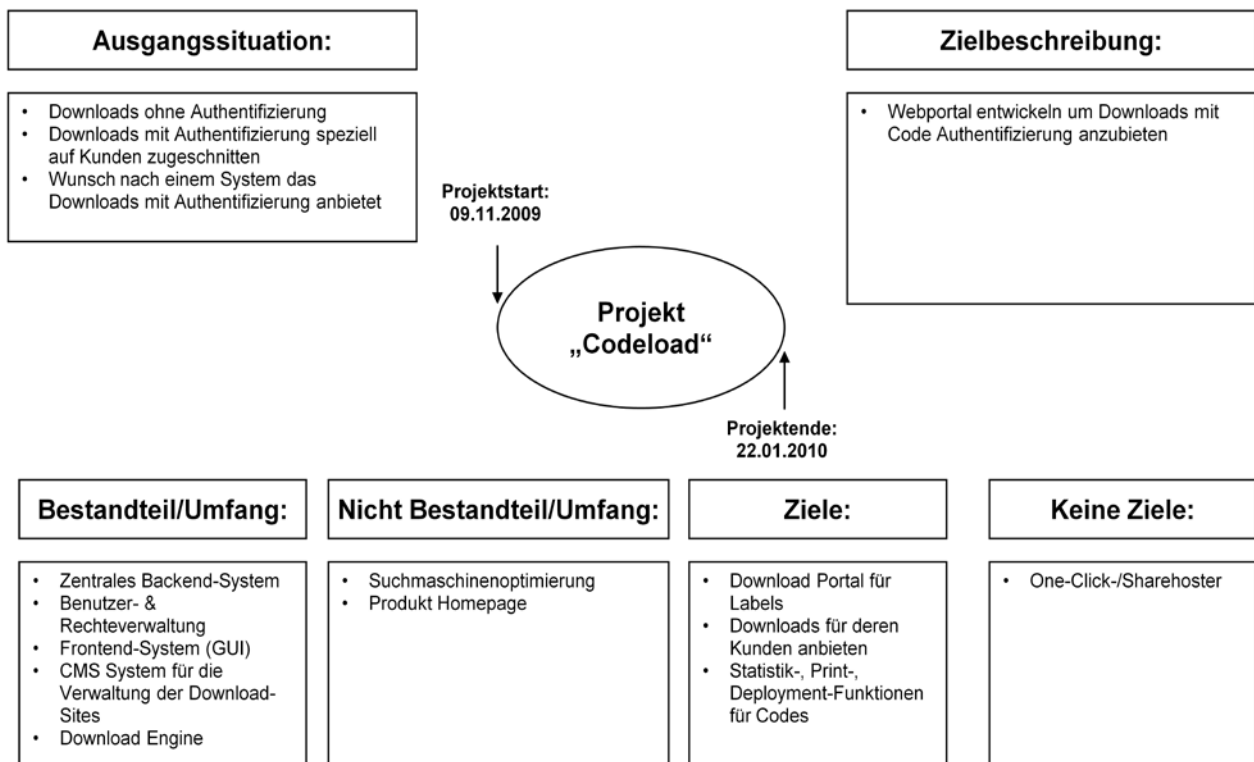 Ausgangssituation:
Zielbeschreibung:
• Downloads ohne Authentifizierung
• Downloads mit Authentifizierung speziell
auf Kunden zugeschnitten
• Wunsch nach einem System das
Downloads mit Authentifizierung anbietet
• Webportal entwickeln um Downloads mit
Code Authentifizierung anzubieten
Projektstart:
09.11.2009
Projekt
„Codeload“
Projektende:
22.01.2010
Bestandteil/Umfang:
Nicht Bestandteil/Umfang:
Ziele:
Keine Ziele:
• Zentrales Backend-System
• Benutzer- &
Rechteverwaltung
• Frontend-System (GUI)
• CMS System für die
Verwaltung der Download-
Sites
• Download Engine
• Suchmaschinenoptimierung
• Produkt Homepage
• Download Portal für
Labels
• Downloads für deren
Kunden anbieten
• Statistik-, Print-,
Deployment-Funktionen
für Codes
• One-Click-/Sharehoster